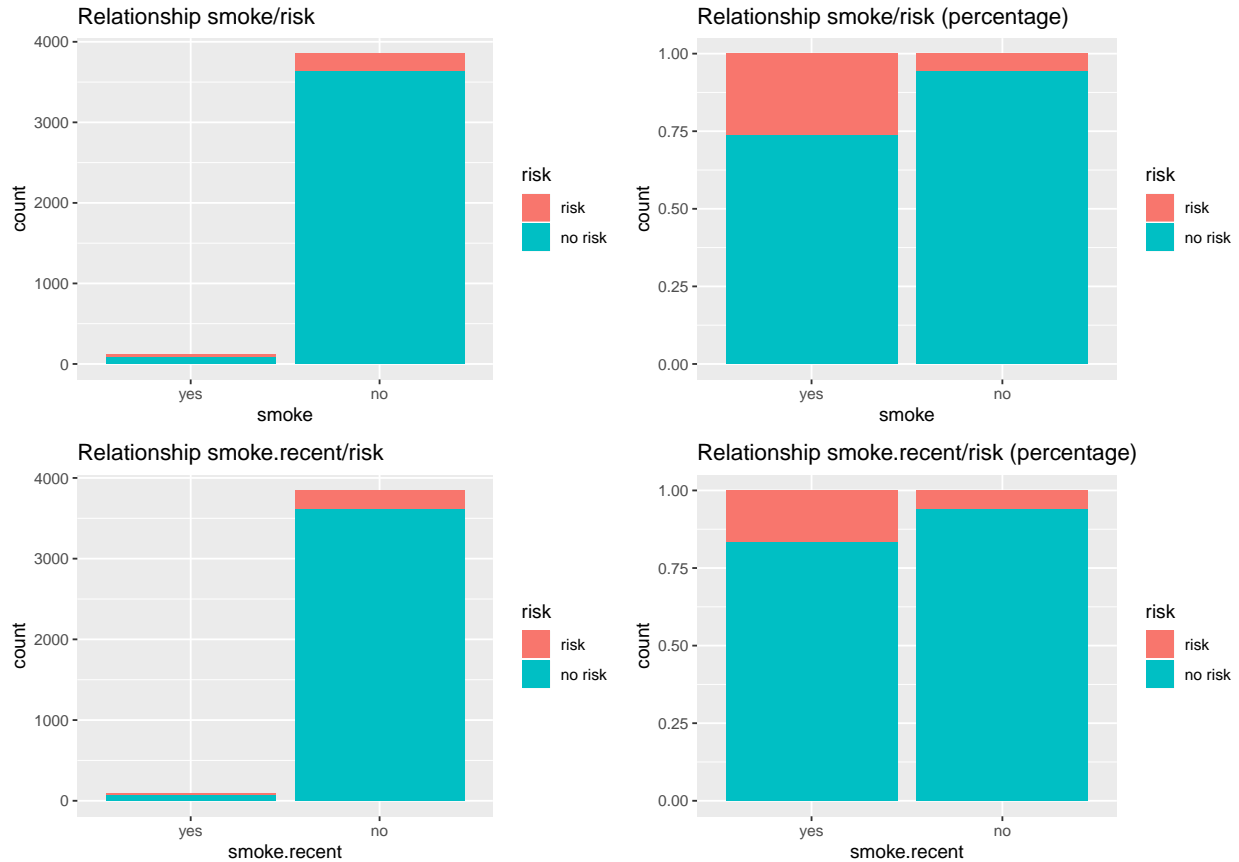 Relationship smoke/risk
4000
3000
2000
1000
0
count
yes
no
smoke
risk
risk
no risk
Relationship smoke/risk (percentage)
1.00
0.75
0.50
0.25
0.00
count
yes
no
smoke
risk
risk
no risk
Relationship smoke.recent/risk
4000
3000
2000
1000
0
count
yes
no
smoke.recent
risk
risk
no risk
Relationship smoke.recent/risk (percentage)
1.00
0.75
0.50
0.25
0.00
count
yes
no
smoke.recent
risk
risk
no risk